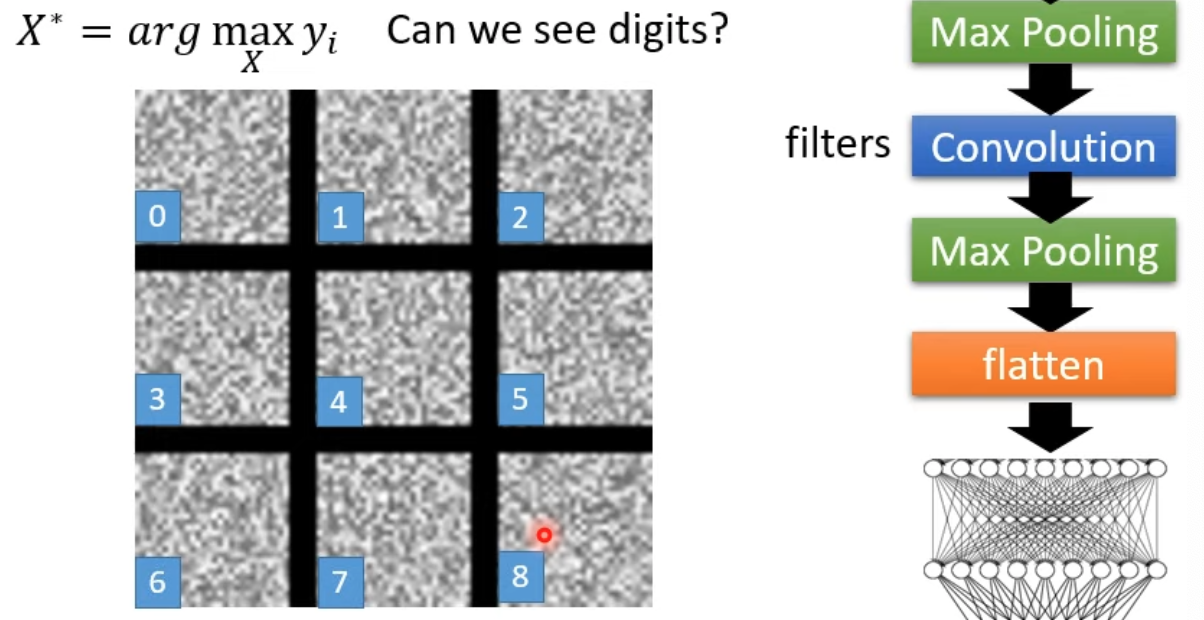 X* = arg max y_i Can we see digits?
X
0 1 2
3 4 5
6 7 8
Max Pooling
filters Convolution
Max Pooling
flatten